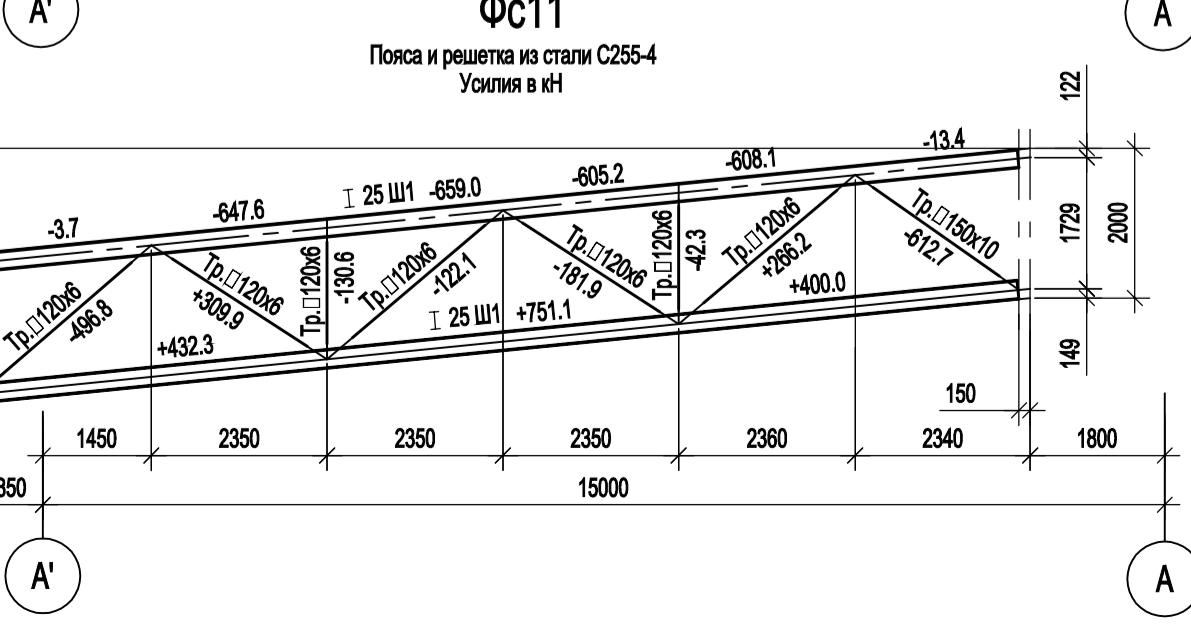 А'
ФС11
А
Пояса и решетка из стали С255-4
Усилия в кН
122
-13.4
-608.1
-605.2
I 25 Ш1 -659.0
-647.6
-3.7
Тр.□120х6
-496.8
Тр.□120х6
+309.9
Тр.□120х6
-130.6
Тр.□120х6
-122.1
Тр.□120х6
-181.9
Тр.□120х6
-42.3
Тр.□120х6
+266.2
Тр.□150х10
-612.7
1729
2000
+400.0
I 25 Ш1 +751.1
+432.3
149
150
1450
2350
2350
2350
2360
2340
1800
350
15000
А'
А